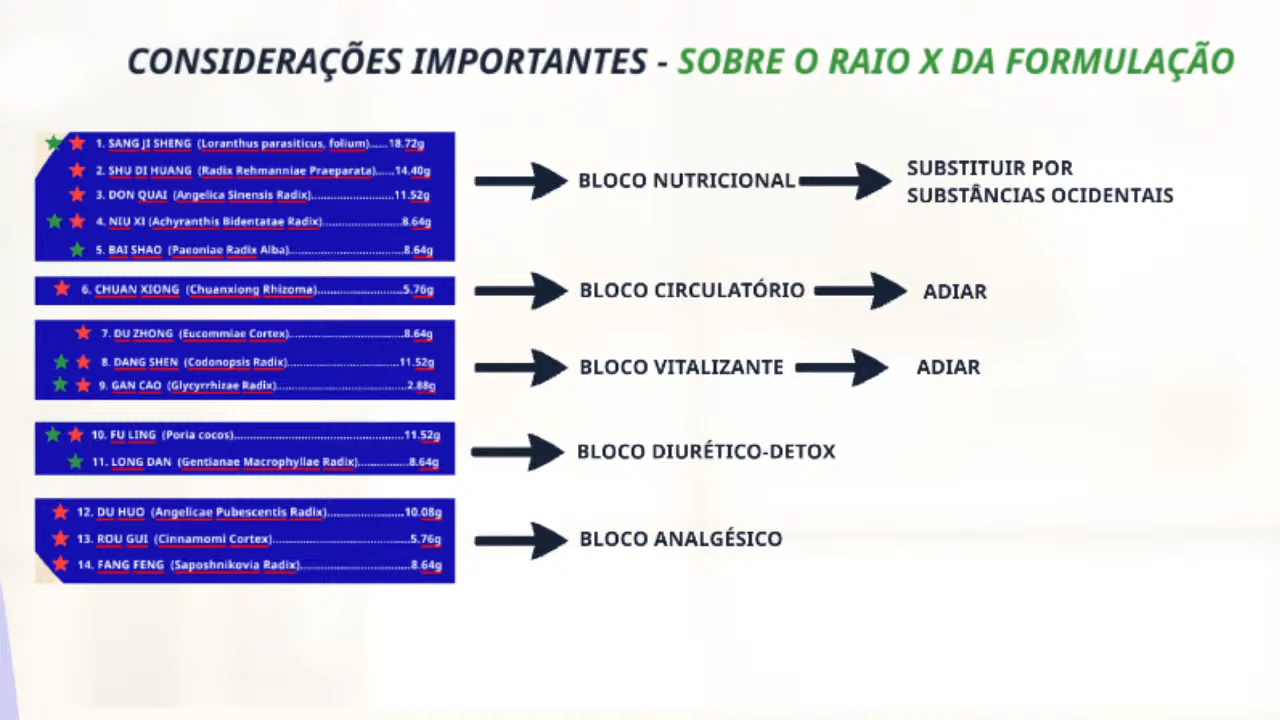 CONSIDERAÇÕES IMPORTANTES - SOBRE O RAIO X DA FORMULAÇÃO
1. SANG JI SHENG (Loranthus parasiticus, folium)......18.72g
2. SHU DI HUANG (Radix Rehmanniae Praeparata)......14.40g
3. DON QUAI (Angelica Sinensis Radix)..............................11.52g
4. NIU XI (Achyranthis Bidentatae Radix)............................8.64g
5. BAI SHAO (Paeoniae Radix Alba).......................................8.64g
BLOCO NUTRICIONAL
SUBSTITUIR POR
SUBSTÂNCIAS OCIDENTAIS
6. CHUAN XIONG (Chuanxiong Rhizoma)..............................5.76g
BLOCO CIRCULATÓRIO
ADIAR
7. DU ZHONG (Eucommiae Cortex).......................................8.64g
8. DANG SHEN (Codonopsis Radix)......................................11.52g
9. GAN CAO (Glycyrrhizae Radix).............................................2.88g
BLOCO VITALIZANTE
ADIAR
10. FU LING (Poria cocos).........................................................11.52g
11. LONG DAN (Gentianae Macrophyllae Radix)..................8.64g
BLOCO DIURÉTICO-DETOX
12. DU HUO (Angelicae Pubescentis Radix)..........................10.08g
13. ROU GUI (Cinnamomi Cortex)...............................................5.76g
14. FANG FENG (Saposhnikovia Radix)......................................8.64g
BLOCO ANALGÉSICO